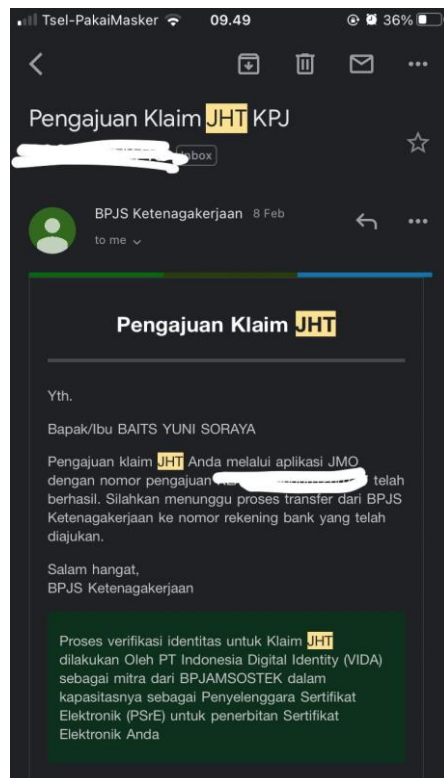 Tsel-PakaiMasker 09.49 36%
Pengajuan Klaim JHT KPJ
Inbox
BPJS Ketenagakerjaan 8 Feb
to me
Pengajuan Klaim JHT
Yth.
Bapak/Ibu BAITS YUNI SORAYA
Pengajuan klaim JHT Anda melalui aplikasi JMO
dengan nomor pengajuan telah
berhasil. Silahkan menunggu proses transfer dari BPJS
Ketenagakerjaan ke nomor rekening bank yang telah
diajukan.
Salam hangat,
BPJS Ketenagakerjaan
Proses verifikasi identitas untuk Klaim JHT
dilakukan Oleh PT Indonesia Digital Identity (VIDA)
sebagai mitra dari BPJAMSOSTEK dalam
kapasitasnya sebagai Penyelenggara Sertifikat
Elektronik (PSrE) untuk penerbitan Sertifikat
Elektronik Anda